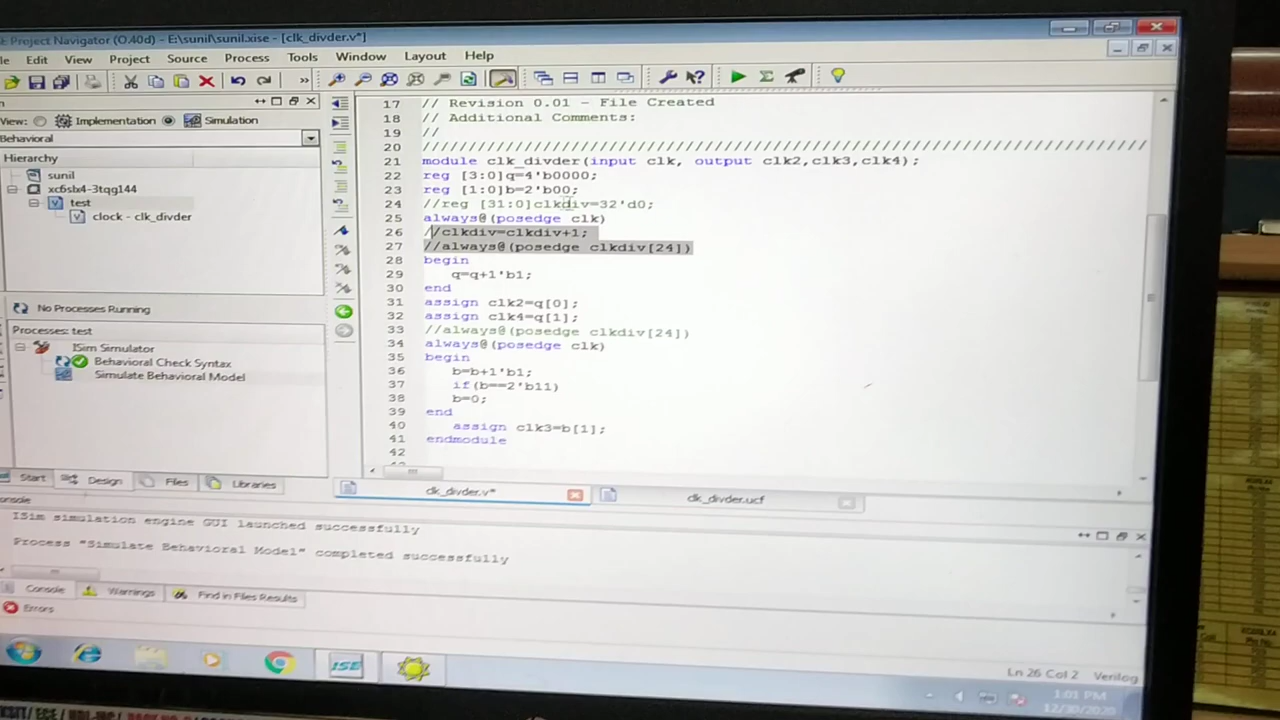 ISE Project Navigator (O.40d) - E:\sunil\sunil.xise - [clk_divder.v*]
Edit View Project Source Process Tools Window Layout Help
View: Implementation Simulation
Behavioral
Hierarchy
sunil
xc6slx4-3tqg144
test
clock - clk_divder
No Processes Running
Processes: test
ISim Simulator
Behavioral Check Syntax
Simulate Behavioral Model
Start Design Files Libraries
17 // Revision 0.01 - File Created
18 // Additional Comments:
19 //
20 //////////////////////////////////////////////////////////////////////////////////
21 module clk_divder(input clk, output clk2,clk3,clk4);
22 reg [3:0]q=4'b0000;
23 reg [1:0]b=2'b00;
24 //reg [31:0]clkdiv=32'd0;
25 always@(posedge clk)
26 //clkdiv=clkdiv+1;
27 //always@(posedge clkdiv[24])
28 begin
29 q=q+1'b1;
30 end
31 assign clk2=q[0];
32 assign clk4=q[1];
33 //always@(posedge clkdiv[24])
34 always@(posedge clk)
35 begin
36 b=b+1'b1;
37 if(b==2'b11)
38 b=0;
39 end
40 assign clk3=b[1];
41 endmodule
42
clk_divder.v* clk_divder.ucf
ISim simulation engine GUI launched successfully
Process "Simulate Behavioral Model" completed successfully
Console Warnings Find in Files Results
Errors
Ln 26 Col 2 Verilog
ISE
1:01 PM
12/30/2020